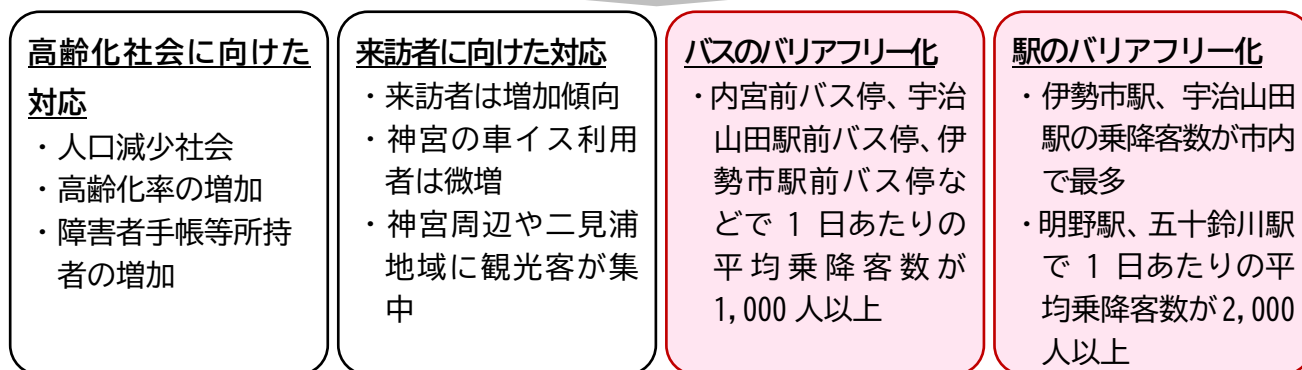 高齢化社会に向けた
対応
・人口減少社会
・高齢化率の増加
・障害者手帳等所持
者の増加
来訪者に向けた対応
・来訪者は増加傾向
・神宮の車イス利用
者は微増
・神宮周辺や二見浦
地域に観光客が集
中
バスのバリアフリー化
・内宮前バス停、宇治
山田駅前バス停、伊
勢市駅前バス停な
どで 1 日あたりの
平均乗降客数が
1,000 人以上
駅のバリアフリー化
・伊勢市駅、宇治山田
駅の乗降客数が市内
で最多
・明野駅、五十鈴川駅
で 1 日あたりの平
均乗降客数が 2,000
人以上